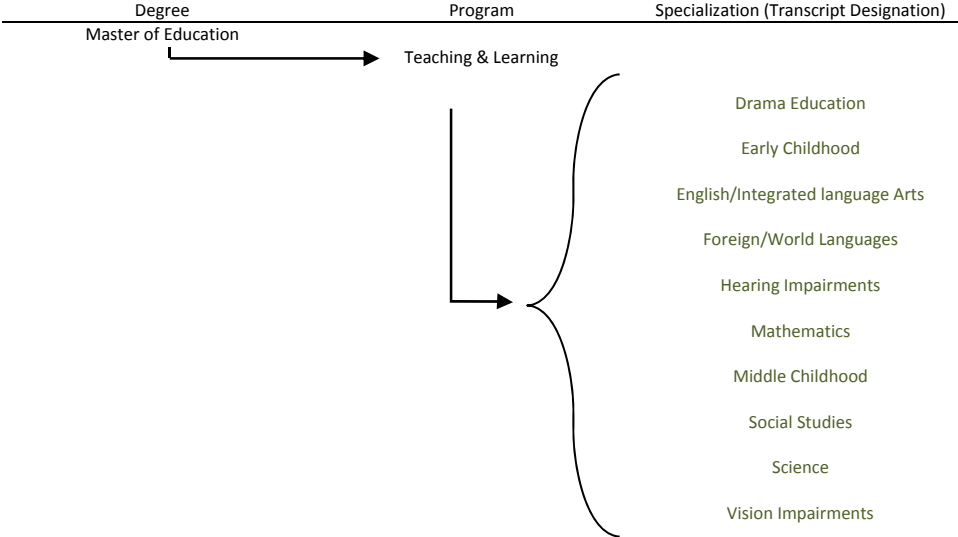 Degree Program Specialization (Transcript Designation)
Master of Education
Teaching & Learning
Drama Education
Early Childhood
English/Integrated language Arts
Foreign/World Languages
Hearing Impairments
Mathematics
Middle Childhood
Social Studies
Science
Vision Impairments